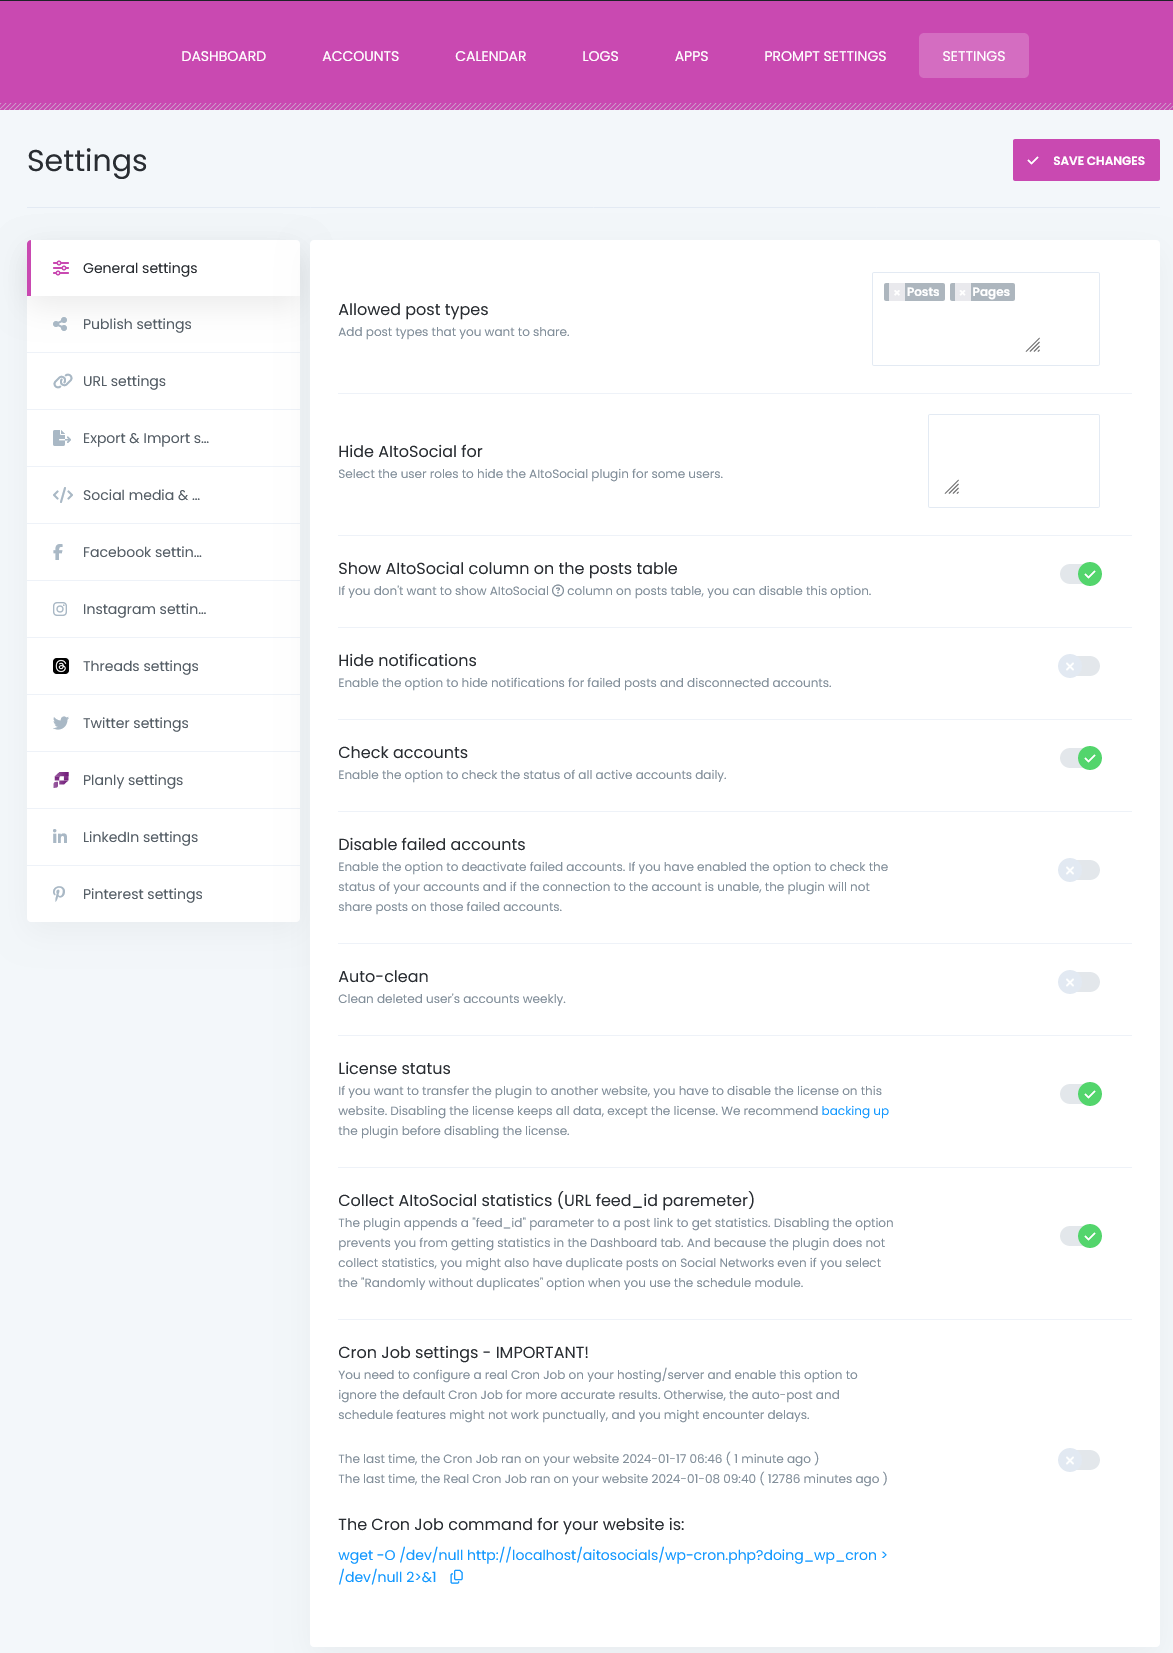 DASHBOARD ACCOUNTS CALENDAR LOGS APPS PROMPT SETTINGS SETTINGS
Settings
SAVE CHANGES
General settings
Publish settings
URL settings
Export & Import s...
Social media & ...
Facebook settin...
Instagram settin...
Threads settings
Twitter settings
Planly settings
LinkedIn settings
Pinterest settings
Allowed post types
Add post types that you want to share.
× Posts × Pages
Hide AItoSocial for
Select the user roles to hide the AItoSocial plugin for some users.
Show AItoSocial column on the posts table
If you don't want to show AItoSocial ? column on posts table, you can disable this option.
Hide notifications
Enable the option to hide notifications for failed posts and disconnected accounts.
Check accounts
Enable the option to check the status of all active accounts daily.
Disable failed accounts
Enable the option to deactivate failed accounts. If you have enabled the option to check the
status of your accounts and if the connection to the account is unable, the plugin will not
share posts on those failed accounts.
Auto-clean
Clean deleted user's accounts weekly.
License status
If you want to transfer the plugin to another website, you have to disable the license on this
website. Disabling the license keeps all data, except the license. We recommend backing up
the plugin before disabling the license.
Collect AItoSocial statistics (URL feed_id paremeter)
The plugin appends a "feed_id" parameter to a post link to get statistics. Disabling the option
prevents you from getting statistics in the Dashboard tab. And because the plugin does not
collect statistics, you might also have duplicate posts on Social Networks even if you select
the "Randomly without duplicates" option when you use the schedule module.
Cron Job settings - IMPORTANT!
You need to configure a real Cron Job on your hosting/server and enable this option to
ignore the default Cron Job for more accurate results. Otherwise, the auto-post and
schedule features might not work punctually, and you might encounter delays.
The last time, the Cron Job ran on your website 2024-01-17 06:46 ( 1 minute ago )
The last time, the Real Cron Job ran on your website 2024-01-08 09:40 ( 12786 minutes ago )
The Cron Job command for your website is:
wget -O /dev/null http://localhost/aitosocials/wp-cron.php?doing_wp_cron >
/dev/null 2>&1